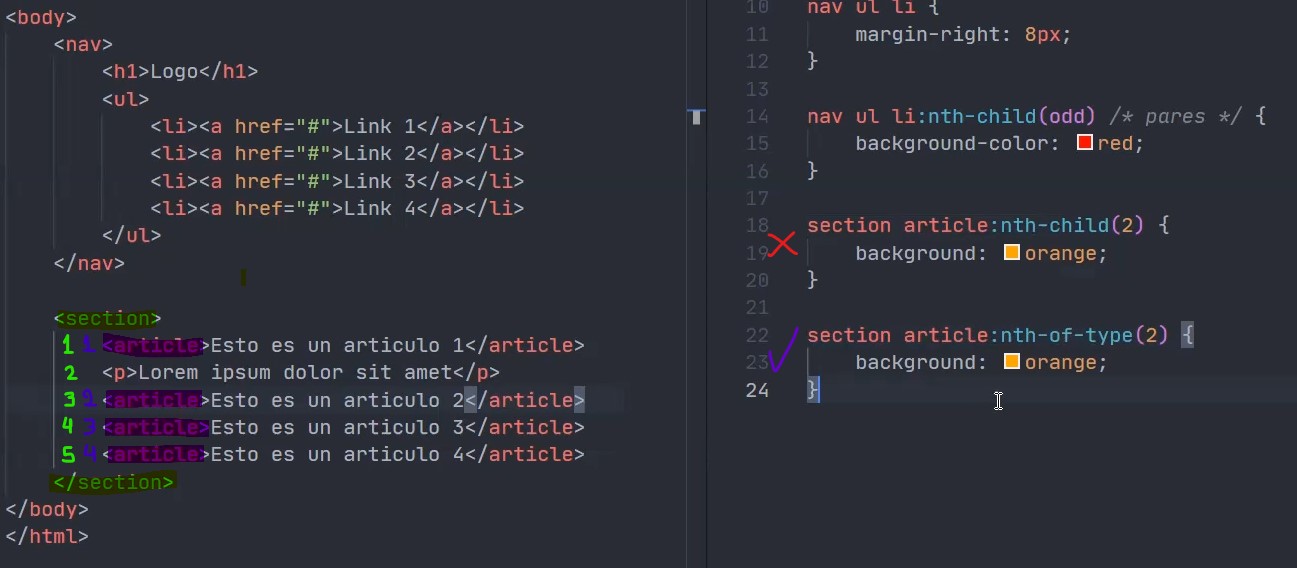 <body>
<nav>
<h1>Logo</h1>
<ul>
<li><a href="#">Link 1</a></li>
<li><a href="#">Link 2</a></li>
<li><a href="#">Link 3</a></li>
<li><a href="#">Link 4</a></li>
</ul>
</nav>
<section>
1 1 <article>Esto es un articulo 1</article>
2 <p>Lorem ipsum dolor sit amet</p>
3 2 <article>Esto es un articulo 2</article>
4 3 <article>Esto es un articulo 3</article>
5 4 <article>Esto es un articulo 4</article>
</section>
</body>
</html>
10 nav ul li {
11 margin-right: 8px;
12 }
13
14 nav ul li:nth-child(odd) /* pares */ {
15 background-color: red;
16 }
17
18 section article:nth-child(2) {
19 background: orange;
20 }
21
22 section article:nth-of-type(2) {
23 background: orange;
24 }